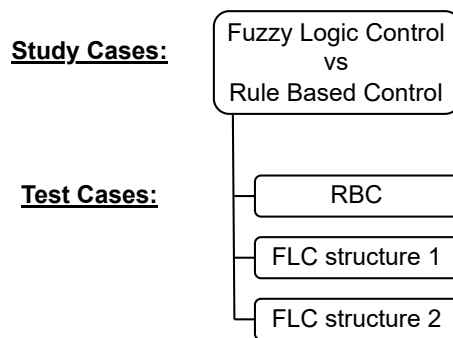 Study Cases:
Fuzzy Logic Control
vs
Rule Based Control
Test Cases:
RBC
FLC structure 1
FLC structure 2